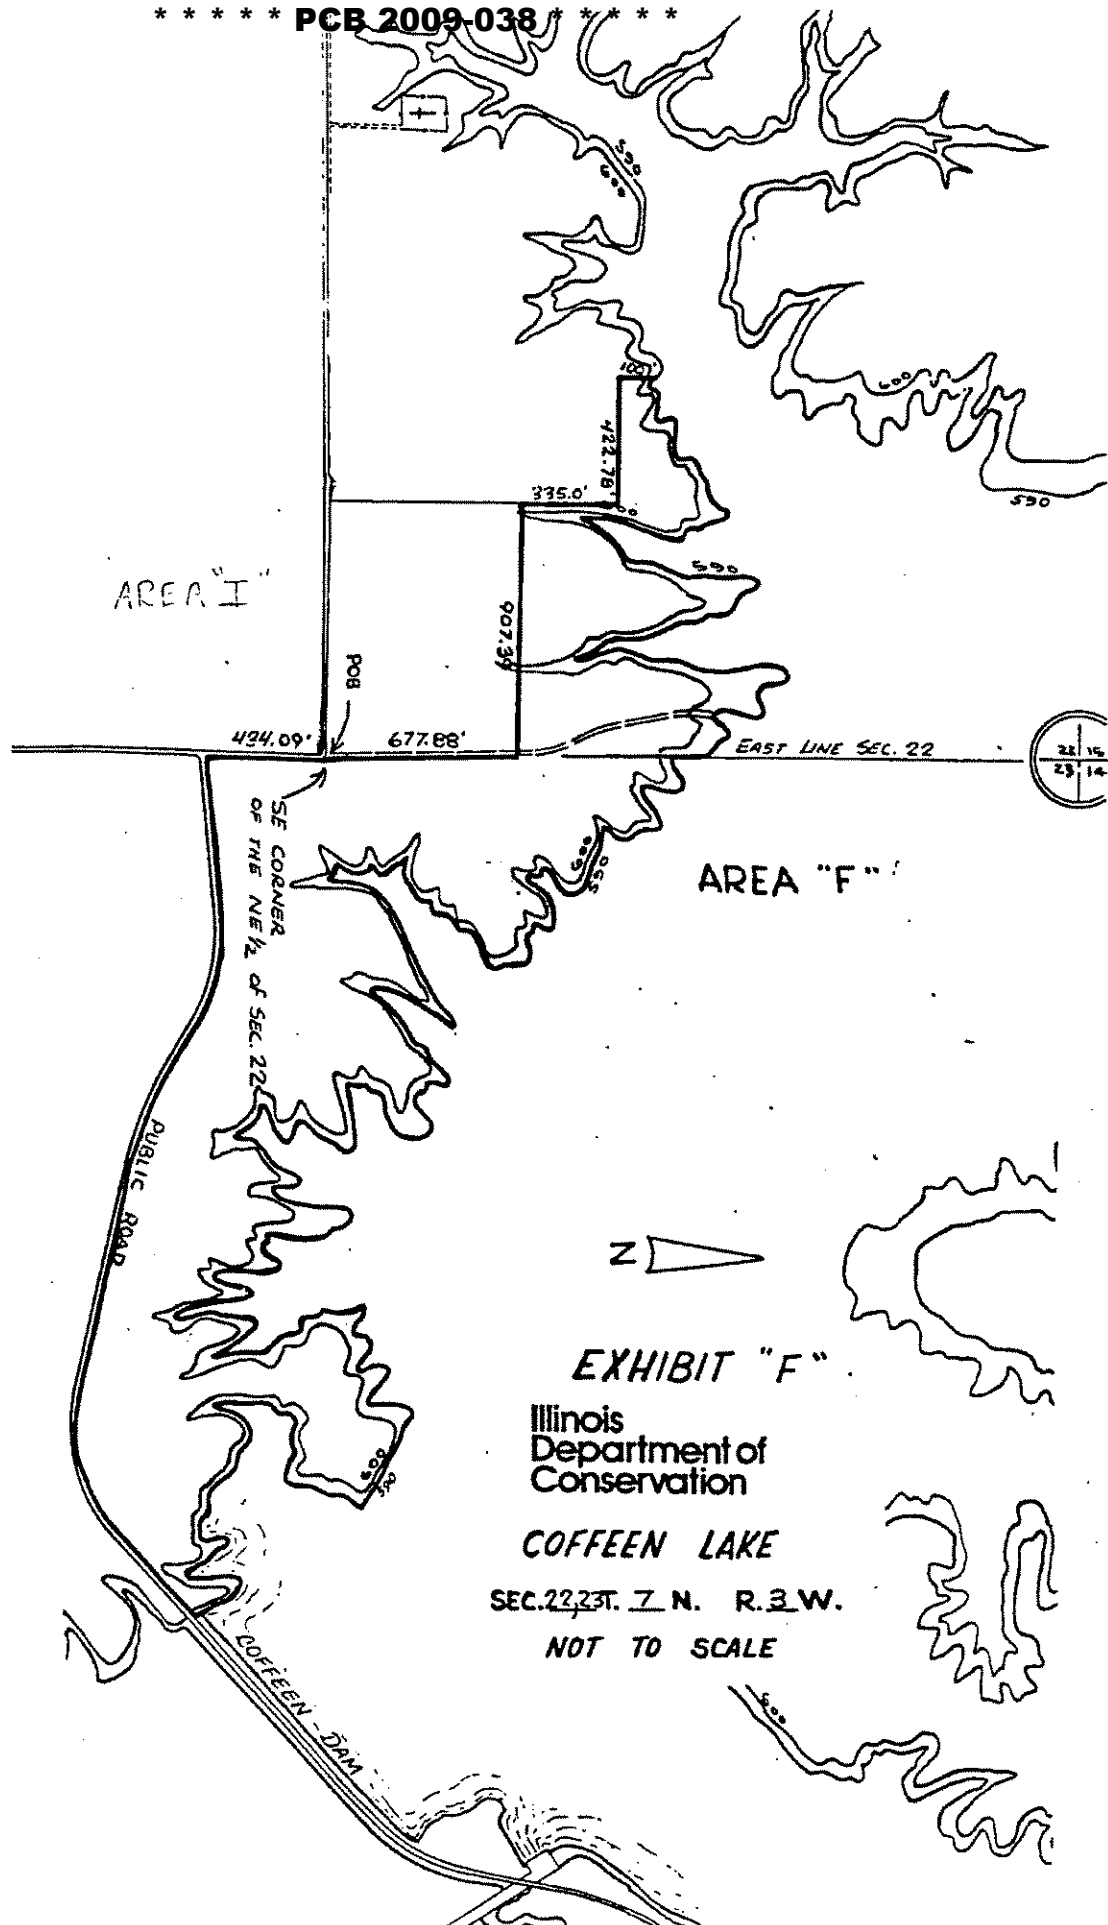 * * * * * PCB 2009-038 * * * * *
590
600
100'
600
422.78'
335.0'
590
590
AREA "I"
907.39
POB
434.09'
677.88'
EAST LINE SEC. 22
22 15
23 14
SE CORNER
OF THE NE 1/2 of SEC. 22
600
590
AREA "F"
PUBLIC ROAD
N
EXHIBIT "F"
Illinois
Department of
Conservation
600
590
COFFEEN LAKE
SEC. 22,23 T. 7 N. R. 3 W.
NOT TO SCALE
COFFEEN - DAM
600